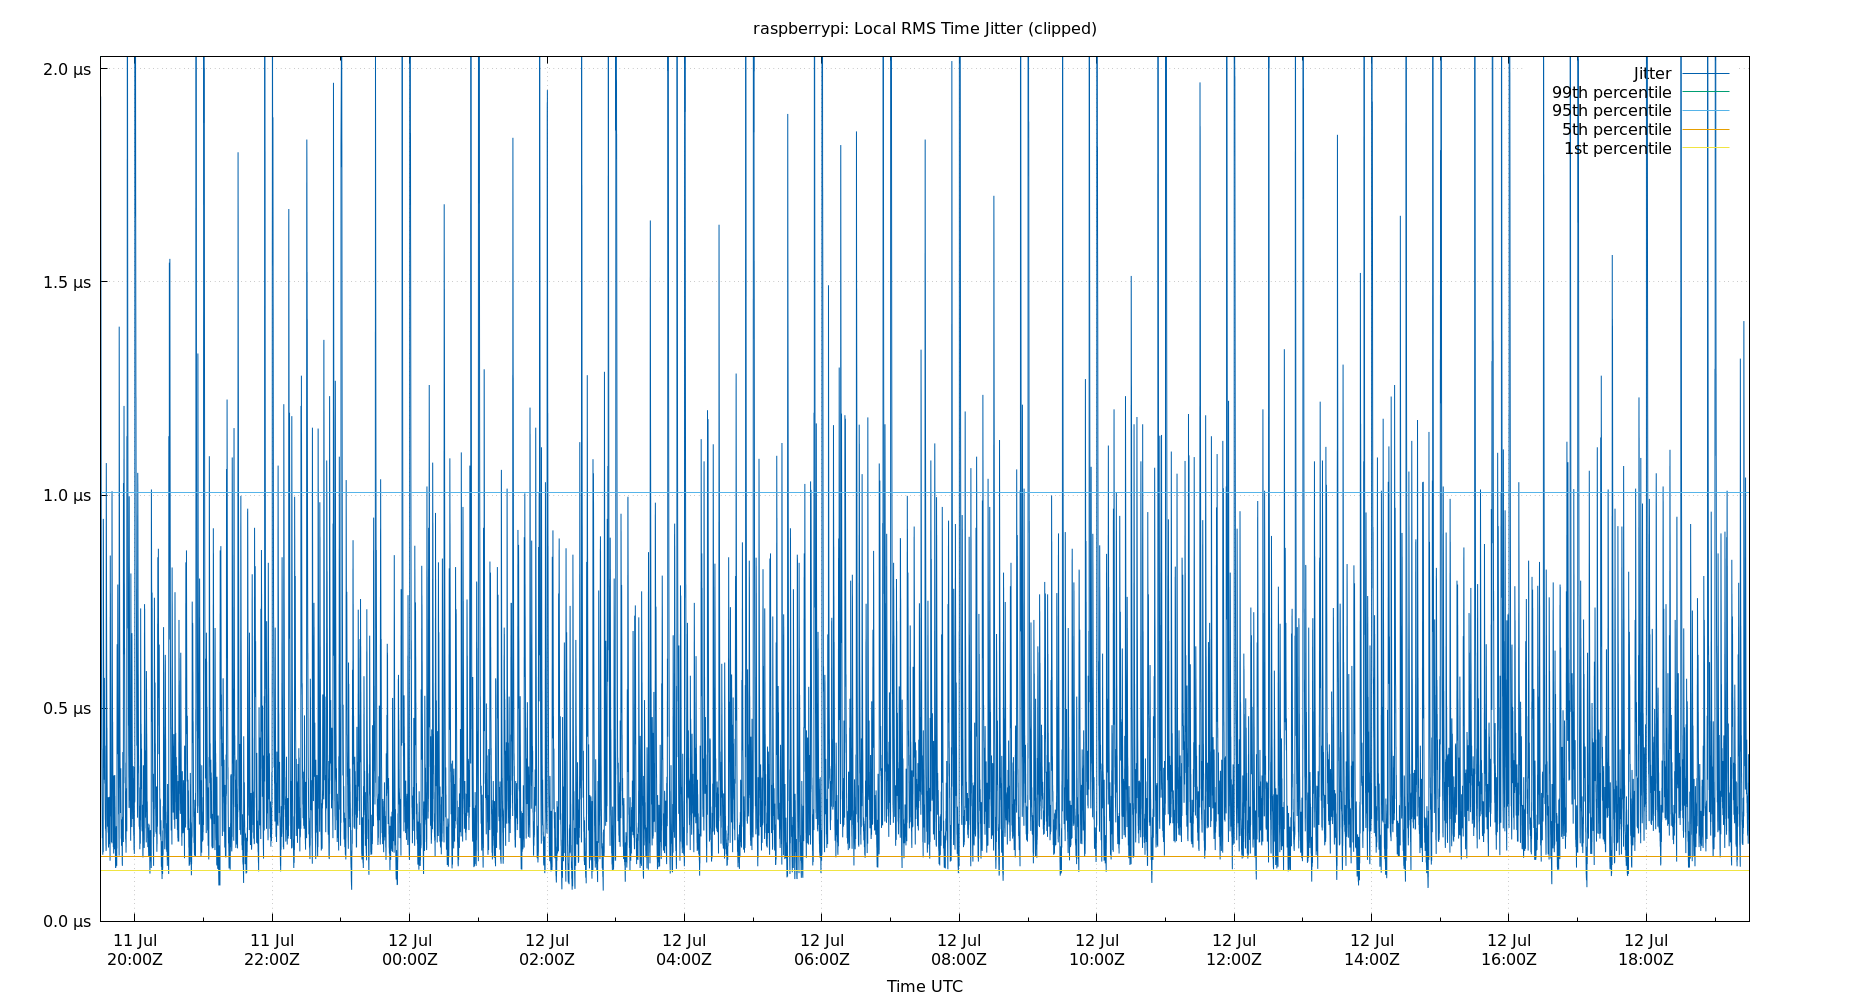 raspberrypi: Local RMS Time Jitter (clipped)
2.0 μs
1.5 μs
1.0 μs
0.5 μs
0.0 μs
Jitter
99th percentile
95th percentile
5th percentile
1st percentile
11 Jul 11 Jul 12 Jul 12 Jul 12 Jul 12 Jul 12 Jul 12 Jul 12 Jul 12 Jul 12 Jul 12 Jul
20:00Z 22:00Z 00:00Z 02:00Z 04:00Z 06:00Z 08:00Z 10:00Z 12:00Z 14:00Z 16:00Z 18:00Z
Time UTC